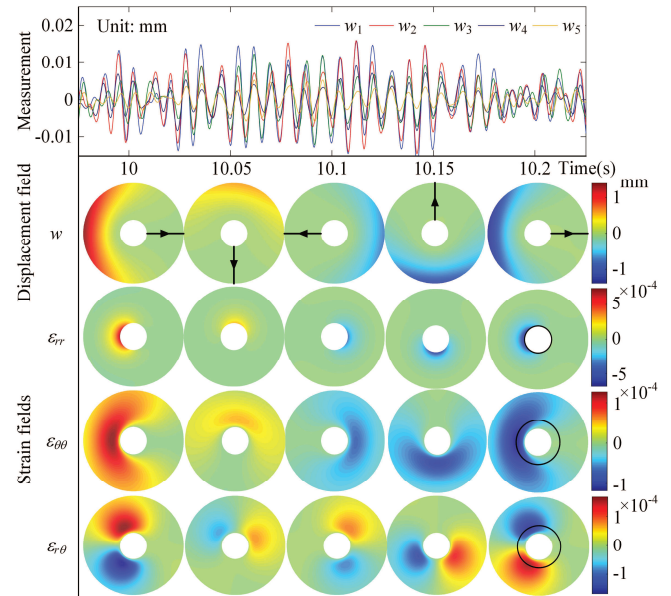 0.02
Unit: mm
w1 w2 w3 w4 w5
0.01
0
-0.01
Measurement
10 10.05 10.1 10.15 10.2 Time(s)
Displacement field
w
mm
1
0
-1
Strain fields
εrr
×10-4
5
0
-5
εθθ
×10-4
1
0
-1
εrθ
×10-4
1
0
-1